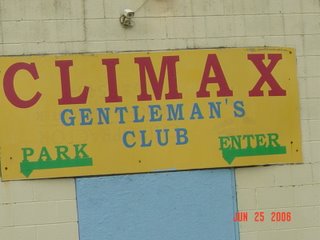 CLIMAX
GENTLEMAN'S
CLUB
PARK
ENTER
JUN 25 2006